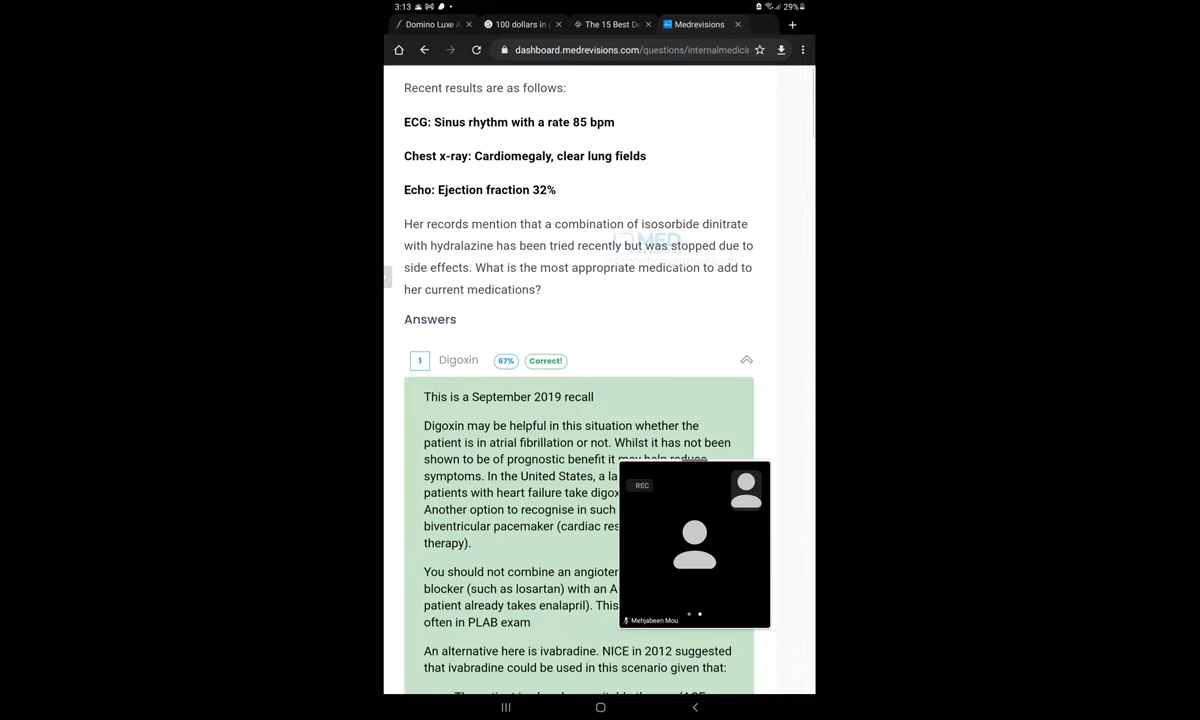 3:13
29%
Domino Luxe
100 dollars in
The 15 Best D
Medrevisions
dashboard.medrevisions.com/questions/internalmedicin
Recent results are as follows:
ECG: Sinus rhythm with a rate 85 bpm
Chest x-ray: Cardiomegaly, clear lung fields
Echo: Ejection fraction 32%
Her records mention that a combination of isosorbide dinitrate
with hydralazine has been tried recently but was stopped due to
side effects. What is the most appropriate medication to add to
her current medications?
MED
Answers
1 Digoxin 67% Correct!
This is a September 2019 recall
Digoxin may be helpful in this situation whether the
patient is in atrial fibrillation or not. Whilst it has not been
shown to be of prognostic benefit it may help reduce
symptoms. In the United States, a la
patients with heart failure take digox
Another option to recognise in such
biventricular pacemaker (cardiac res
therapy).
You should not combine an angioter
blocker (such as losartan) with an A
patient already takes enalapril). This
often in PLAB exam
An alternative here is ivabradine. NICE in 2012 suggested
that ivabradine could be used in this scenario given that:
REC
Mehjabeen Mou